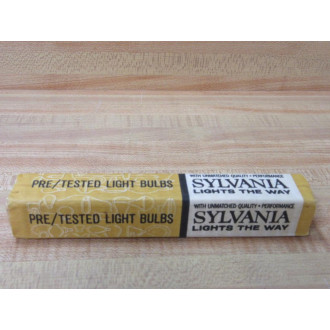 PRE/TESTED LIGHT BULBS
WITH UNMATCHED QUALITY • PERFORMANCE
SYLVANIA
LIGHTS THE WAY
PRE/TESTED LIGHT BULBS
WITH UNMATCHED QUALITY • PERFORMANCE
SYLVANIA
LIGHTS THE WAY